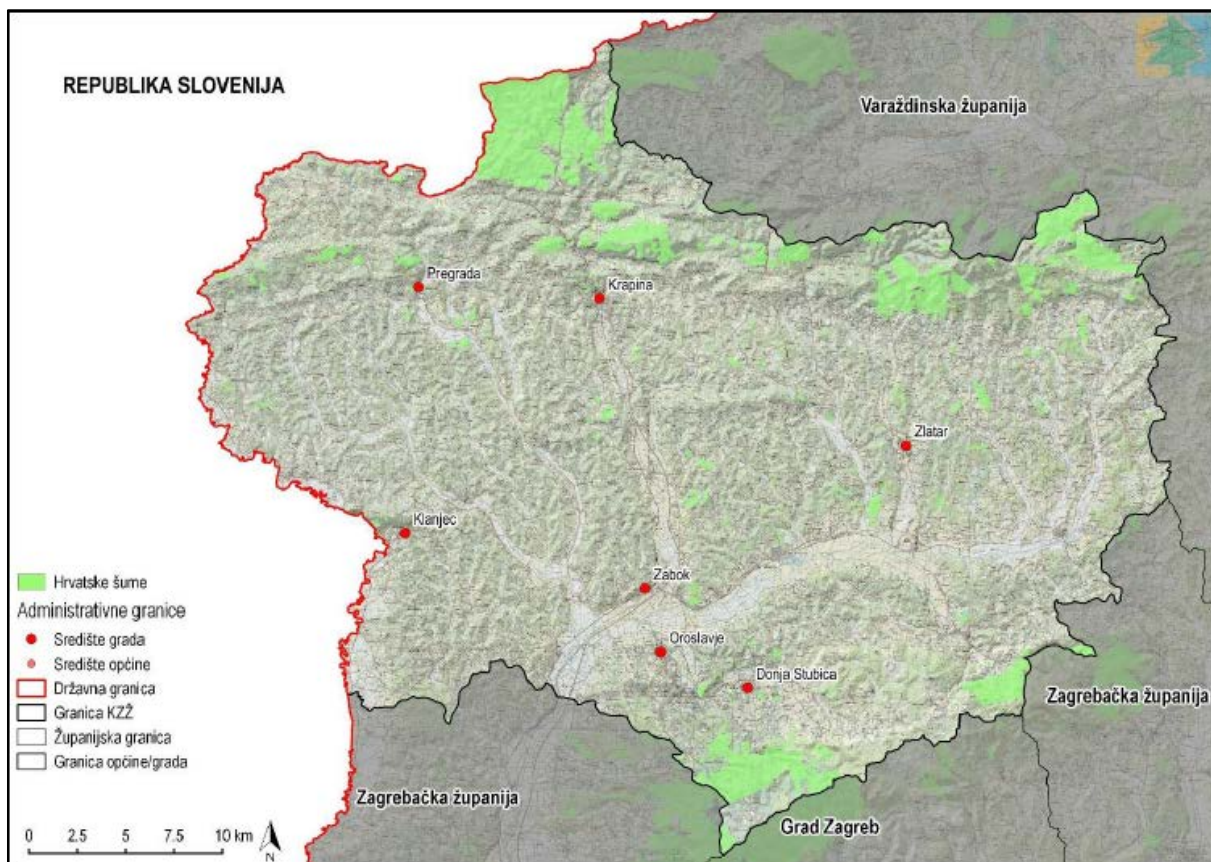 REPUBLIKA SLOVENIJA
Varaždinska županija
Pregrada
Krapina
Zlatar
Klanjec
Zabok
Oroslavje
Donja Stubica
Zagrebačka županija
Zagrebačka županija
Grad Zagreb
Hrvatske šume
Administrativne granice
Središte grada
Središte općine
Državna granica
Granica KZŽ
Županijska granica
Granica općine/grada
0 2.5 5 7.5 10 km
N